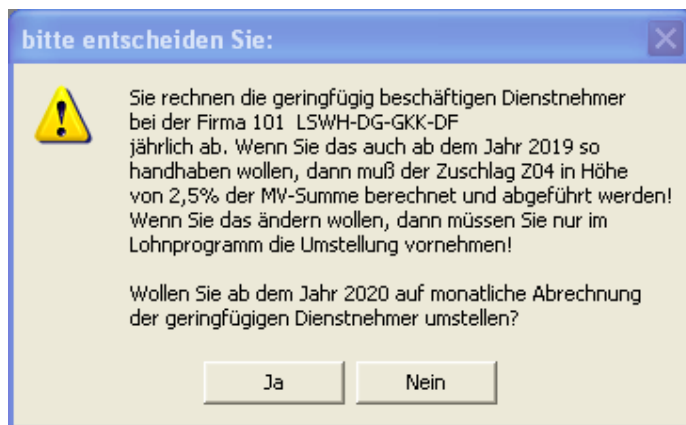 bitte entscheiden Sie:
Sie rechnen die geringfügig beschäftigen Dienstnehmer
bei der Firma 101 LSWH-DG-GKK-DF
jährlich ab. Wenn Sie das auch ab dem Jahr 2019 so
handhaben wollen, dann muß der Zuschlag Z04 in Höhe
von 2,5% der MV-Summe berechnet und abgeführt werden!
Wenn Sie das ändern wollen, dann müssen Sie nur im
Lohnprogramm die Umstellung vornehmen!
Wollen Sie ab dem Jahr 2020 auf monatliche Abrechnung
der geringfügigen Dienstnehmer umstellen?
Ja
Nein